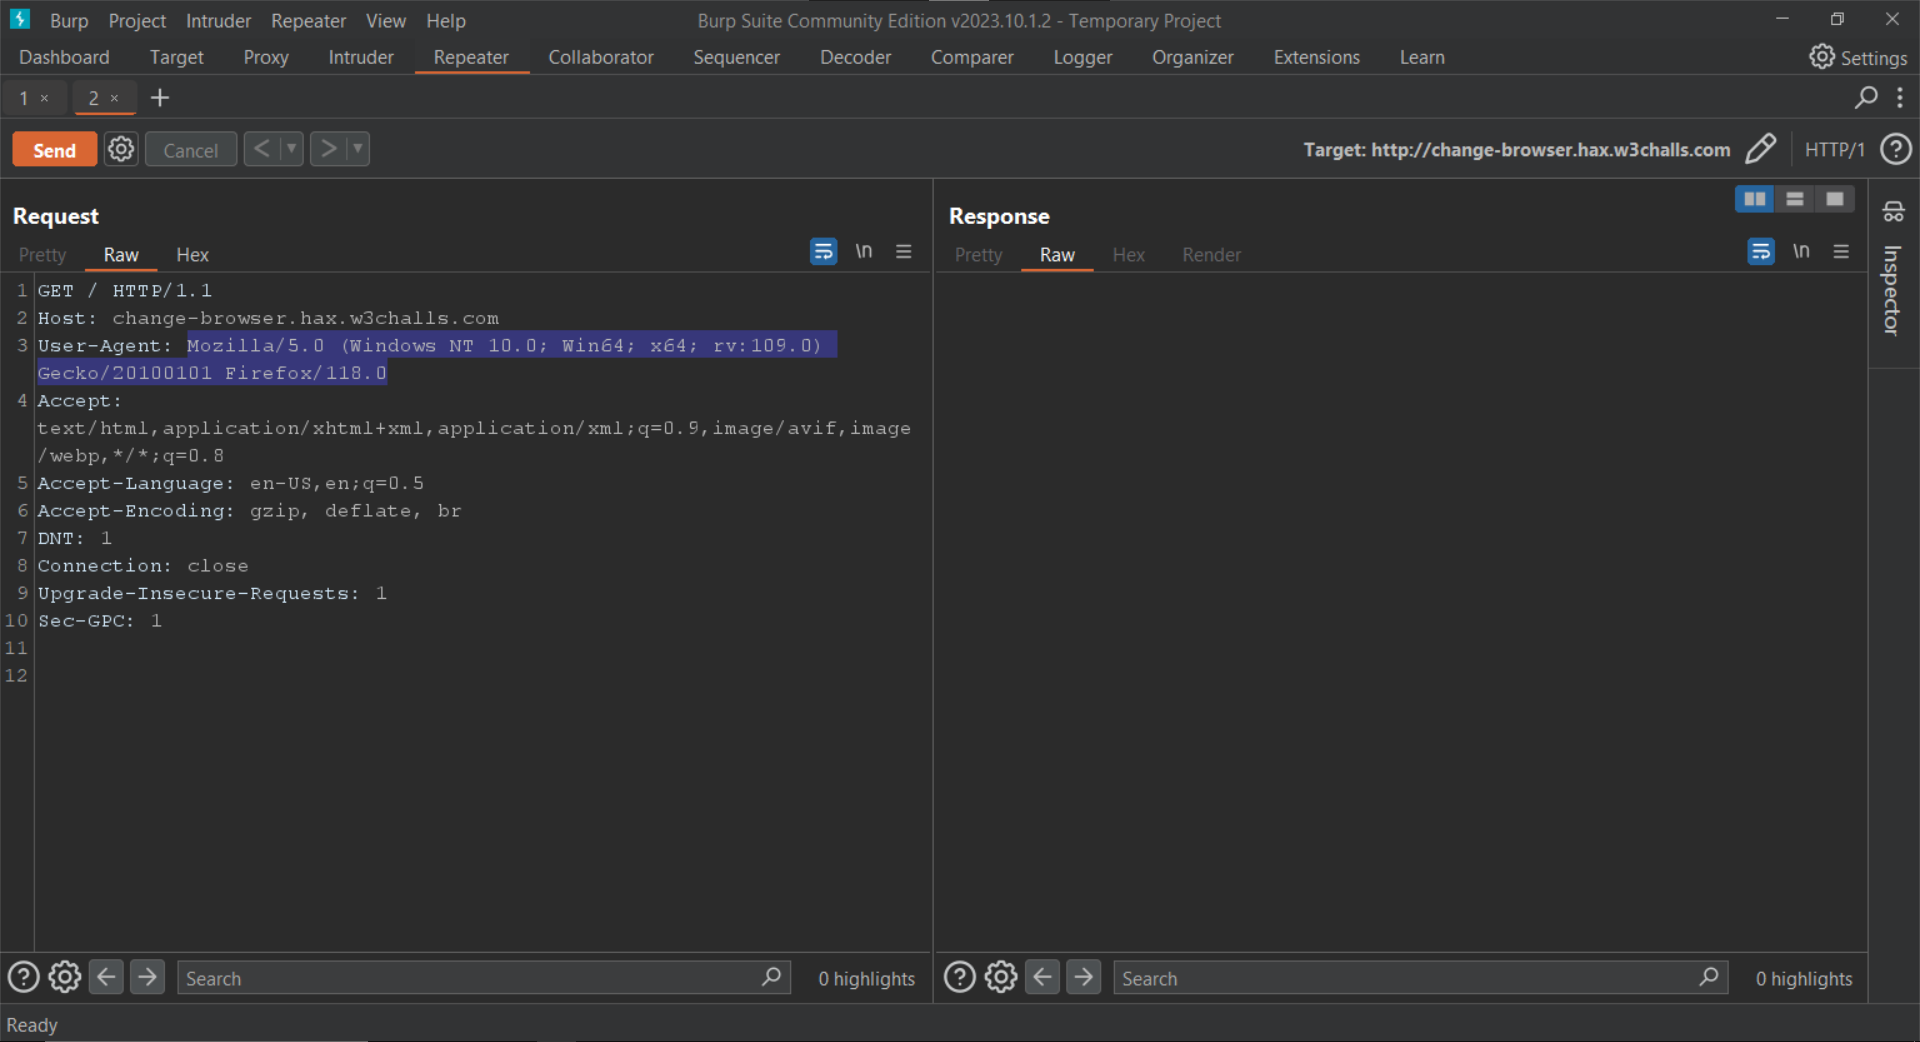 Burp Project Intruder Repeater View Help Burp Suite Community Edition v2023.10.1.2 - Temporary Project
Dashboard Target Proxy Intruder Repeater Collaborator Sequencer Decoder Comparer Logger Organizer Extensions Learn Settings
1 × 2 × +
Send Cancel < > Target: http://change-browser.hax.w3challs.com HTTP/1 ?
Request
Pretty Raw Hex \n
1 GET / HTTP/1.1
2 Host: change-browser.hax.w3challs.com
3 User-Agent: Mozilla/5.0 (Windows NT 10.0; Win64; x64; rv:109.0)
Gecko/20100101 Firefox/118.0
4 Accept:
text/html,application/xhtml+xml,application/xml;q=0.9,image/avif,image
/webp,*/*;q=0.8
5 Accept-Language: en-US,en;q=0.5
6 Accept-Encoding: gzip, deflate, br
7 DNT: 1
8 Connection: close
9 Upgrade-Insecure-Requests: 1
10 Sec-GPC: 1
11
12
? Search 0 highlights
Response
Pretty Raw Hex Render \n
? Search 0 highlights
Inspector
Ready